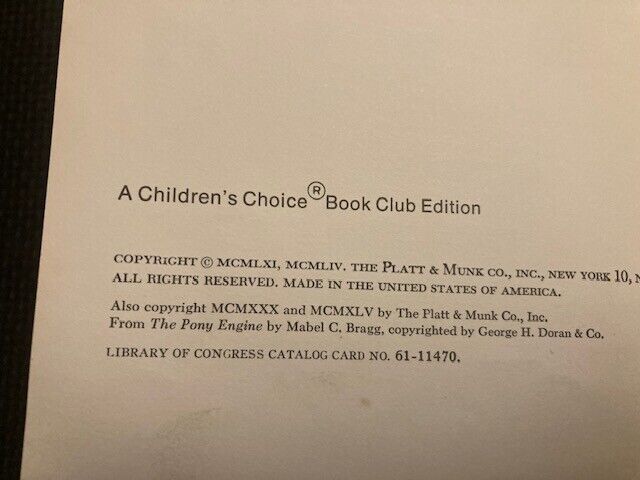 A Children's Choice® Book Club Edition
COPYRIGHT © MCMLXI, MCMLIV. THE PLATT & MUNK CO., INC., NEW YORK 10,
ALL RIGHTS RESERVED. MADE IN THE UNITED STATES OF AMERICA.
Also copyright MCMXXX and MCMXLV by The Platt & Munk Co., Inc.
From The Pony Engine by Mabel C. Bragg, copyrighted by George H. Doran & Co.
LIBRARY OF CONGRESS CATALOG CARD NO. 61-11470.